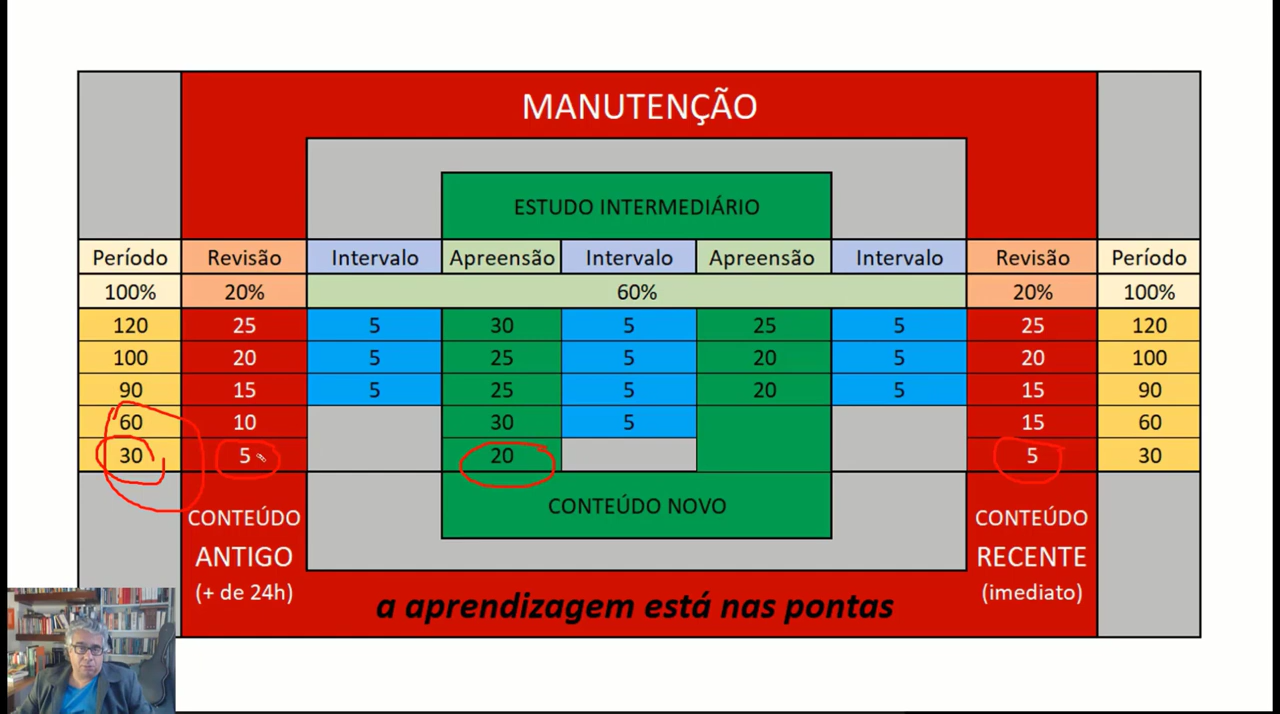 MANUTENÇÃO
ESTUDO INTERMEDIÁRIO
Período Revisão Intervalo Apreensão Intervalo Apreensão Intervalo Revisão Período
100% 20% 60% 20% 100%
120 25 5 30 5 25 5 25 120
100 20 5 25 5 20 5 20 100
90 15 5 25 5 20 5 15 90
60 10 30 5 15 60
30 5 20 5 30
CONTEÚDO NOVO
CONTEÚDO CONTEÚDO
ANTIGO RECENTE
(+ de 24h) (imediato)
a aprendizagem está nas pontas